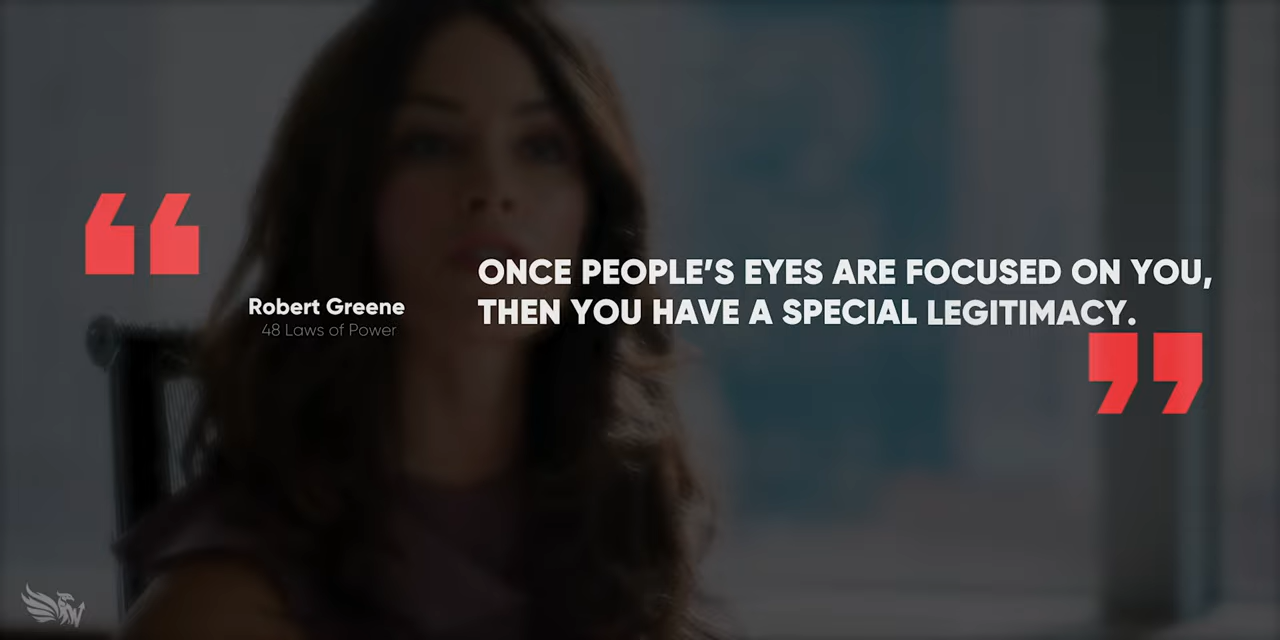 Robert Greene
48 Laws of Power
ONCE PEOPLE’S EYES ARE FOCUSED ON YOU,
THEN YOU HAVE A SPECIAL LEGITIMACY.